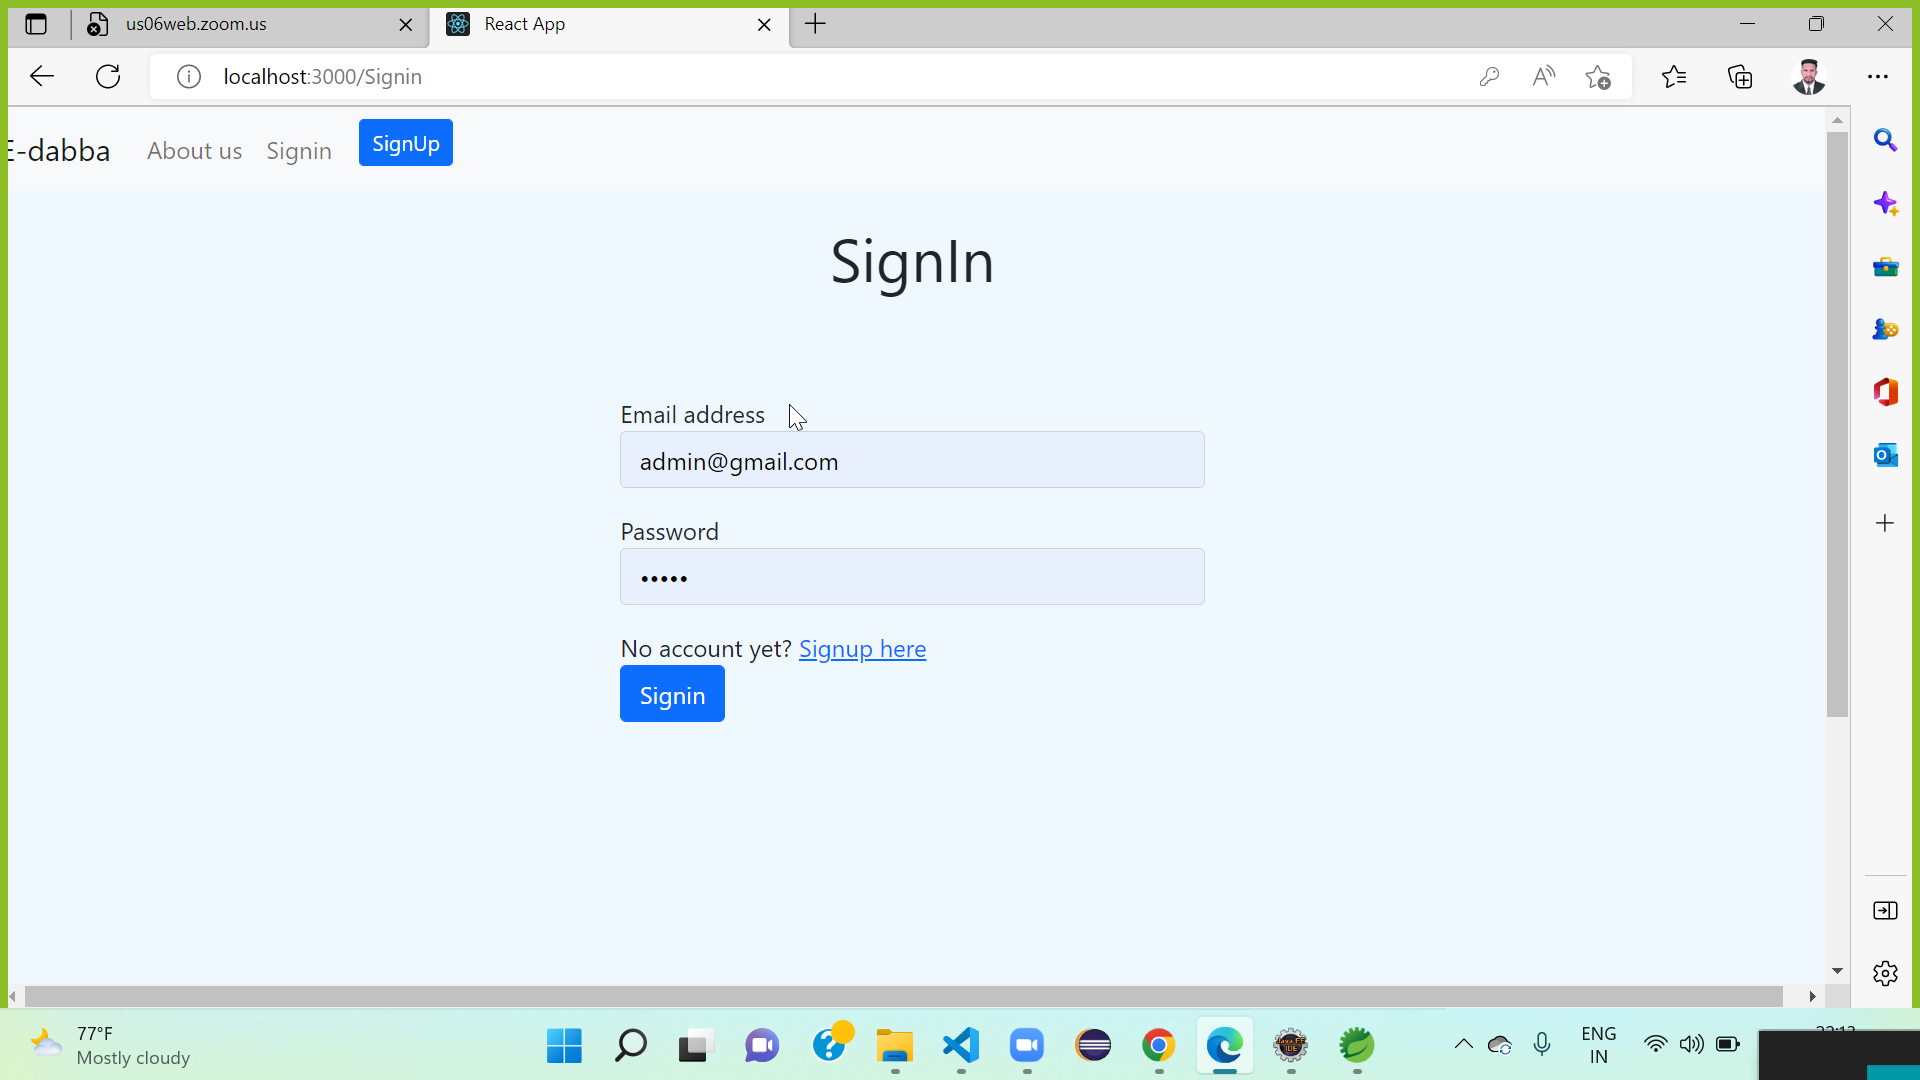 us06web.zoom.us
React App
localhost:3000/Signin
E-dabba
About us
Signin
SignUp
SignIn
Email address
admin@gmail.com
Password
•••••
No account yet? Signup here
Signin
77°F
Mostly cloudy
ENG
IN